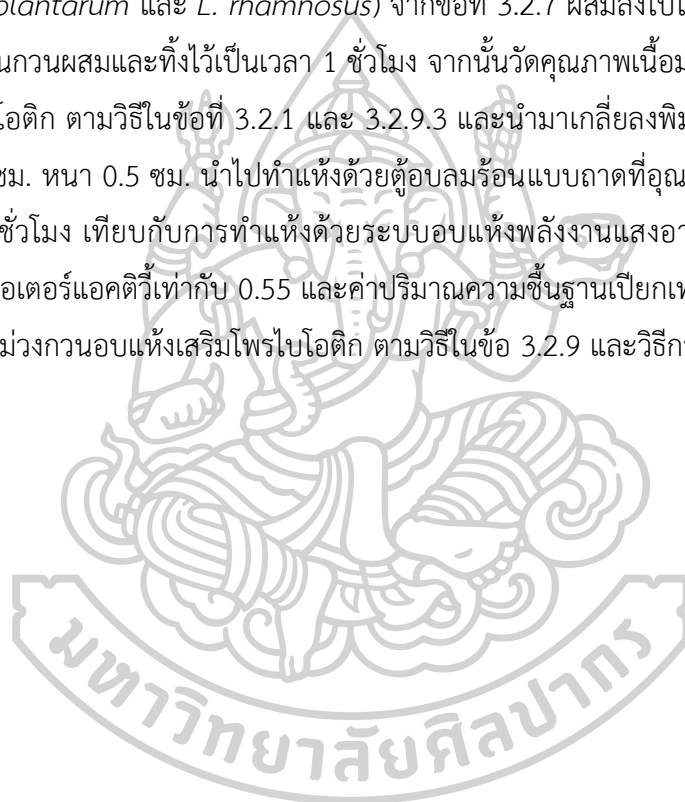 plantarum และ L. rhamnosus) จากข้อที่ 3.2.7 ผสมลงไปใ
นกวนผสมและทิ้งไว้เป็นเวลา 1 ชั่วโมง จากนั้นวัดคุณภาพเนื้อม
โอติก ตามวิธีในข้อที่ 3.2.1 และ 3.2.9.3 และนำมาเกลี่ยลงพิม
ซม. หนา 0.5 ซม. นำไปทำแห้งด้วยตู้อบลมร้อนแบบถาดที่อุณ
ชั่วโมง เทียบกับการทำแห้งด้วยระบบอบแห้งพลังงานแสงอา
อเตอร์แอคติวี้เท่ากับ 0.55 และค่าปริมาณความชื้นฐานเปียกเท
ม่วงกวนอบแห้งเสริมโพรไบโอติก ตามวิธีในข้อ 3.2.9 และวิธีก
มหาวิทยาลัยศิลปากร